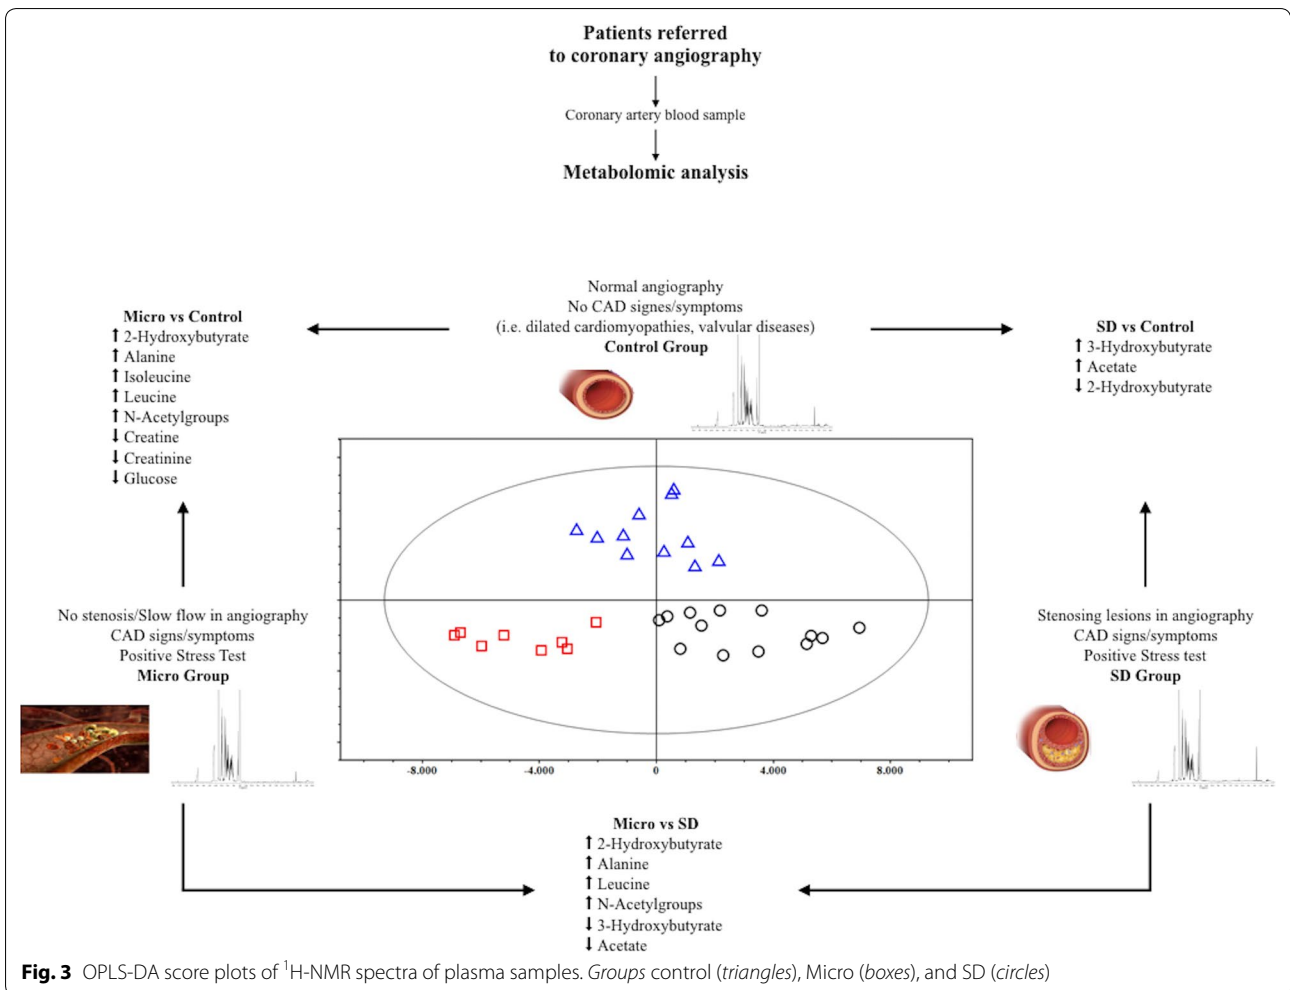 Patients referred
to coronary angiography
Coronary artery blood sample
Metabolomic analysis
Normal angiography
No CAD signes/symptoms
(i.e. dilated cardiomyopathies, valvular diseases)
Control Group
Micro vs Control
↑ 2-Hydroxybutyrate
↑ Alanine
↑ Isoleucine
↑ Leucine
↑ N-Acetylgroups
↓ Creatine
↓ Creatinine
↓ Glucose
SD vs Control
↑ 3-Hydroxybutyrate
↑ Acetate
↓ 2-Hydroxybutyrate
No stenosis/Slow flow in angiography
CAD signs/symptoms
Positive Stress Test
Micro Group
Stenosing lesions in angiography
CAD signs/symptoms
Positive Stress test
SD Group
-8.000 -4.000 0 4.000 8.000
Micro vs SD
↑ 2-Hydroxybutyrate
↑ Alanine
↑ Leucine
↑ N-Acetylgroups
↓ 3-Hydroxybutyrate
↓ Acetate
Fig. 3 OPLS-DA score plots of ¹H-NMR spectra of plasma samples. Groups control (triangles), Micro (boxes), and SD (circles)